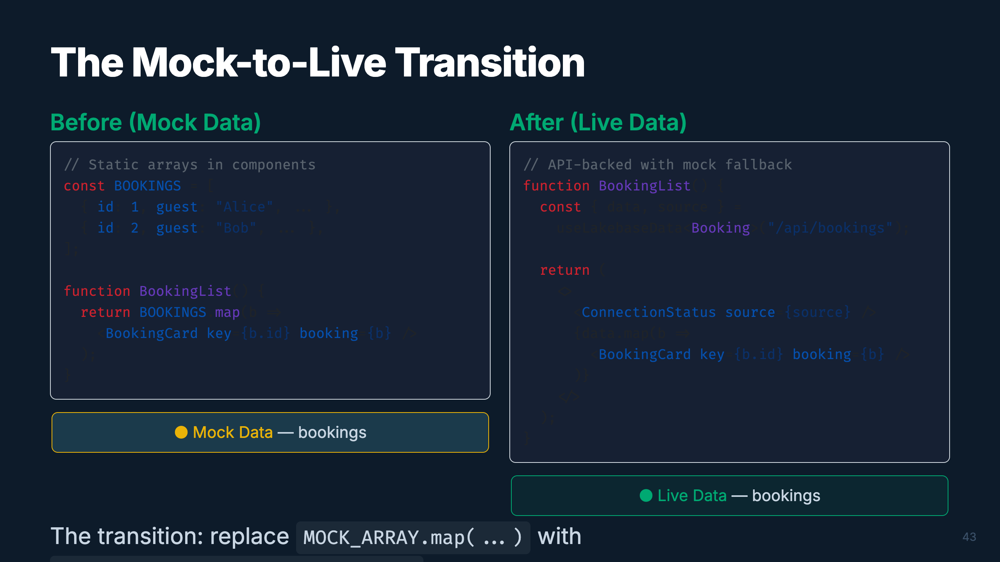 The Mock-to-Live Transition
Before (Mock Data)
// Static arrays in components
const BOOKINGS = [
  { id: 1, guest: "Alice", ... },
  { id: 2, guest: "Bob", ... },
];

function BookingList() {
  return BOOKINGS.map(b =>
    <BookingCard key={b.id} booking={b} />
  );
}
Mock Data — bookings
After (Live Data)
// API-backed with mock fallback
function BookingList() {
  const { data, source } =
    useLakebaseData<Booking>("/api/bookings");

  return (
    <>
      <ConnectionStatus source={source} />
      {data.map(b =>
        <BookingCard key={b.id} booking={b} />
      )}
    </>
  );
}
Live Data — bookings
The transition: replace MOCK_ARRAY.map(...) with
43